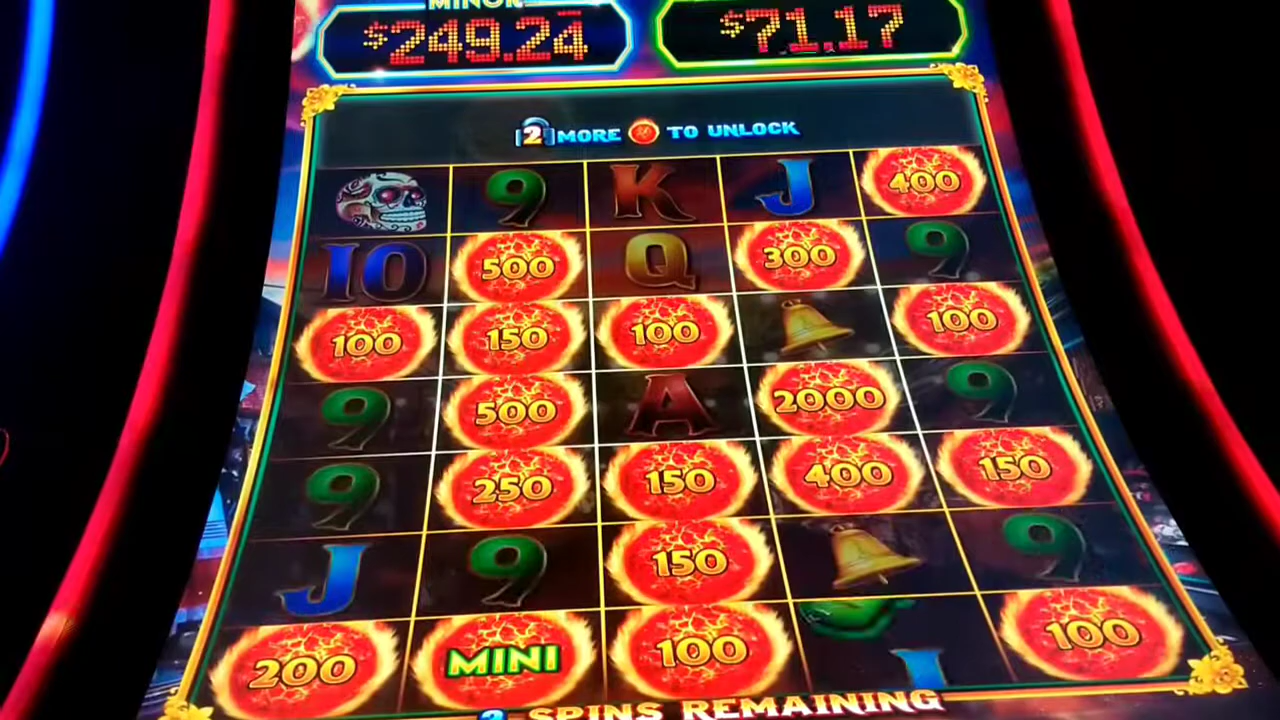 MINOR
$249.24 $71.17
2 MORE TO UNLOCK
9 K J 400
10 500 Q 300 9
100 150 100 100
9 500 A 2000 9
9 250 150 400 150
J 9 150 9
200 MINI 100 J 100
2 SPINS REMAINING